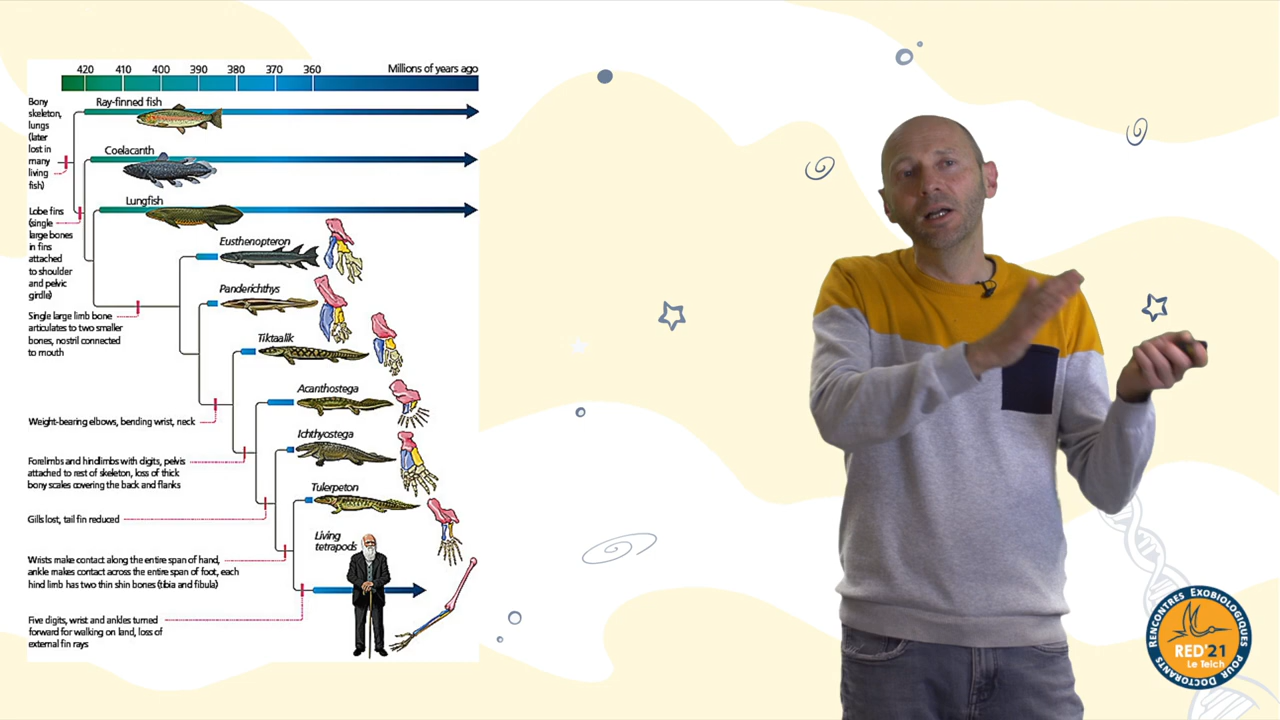 420 410 400 390 380 370 360 Millions of years ago
Bony
skeleton,
lungs
(later
lost in
many
living
fish)
Ray-finned fish
Coelacanth
Lungfish
Lobe fins
(single
large bones
in fins
attached
to shoulder
and pelvic
girdle)
Eusthenopteron
Panderichthys
Single large limb bone
articulates to two smaller
bones, nostril connected
to mouth
Tiktaalik
Acanthostega
Weight-bearing elbows, bending wrist, neck
Ichthyostega
Forelimbs and hindlimbs with digits, pelvis
attached to rest of skeleton, loss of thick
bony scales covering the back and flanks
Tulerpeton
Gills lost, tail fin reduced
Living
tetrapods
Wrists make contact along the entire span of hand,
ankle makes contact across the entire span of foot, each
hind limb has two thin shin bones (tibia and fibula)
Five digits, wrist and ankles turned
forward for walking on land, loss of
external fin rays
RENCONTRES EXOBIOLOGIQUES
POUR DOCTORANTS
RED'21
Le Teich